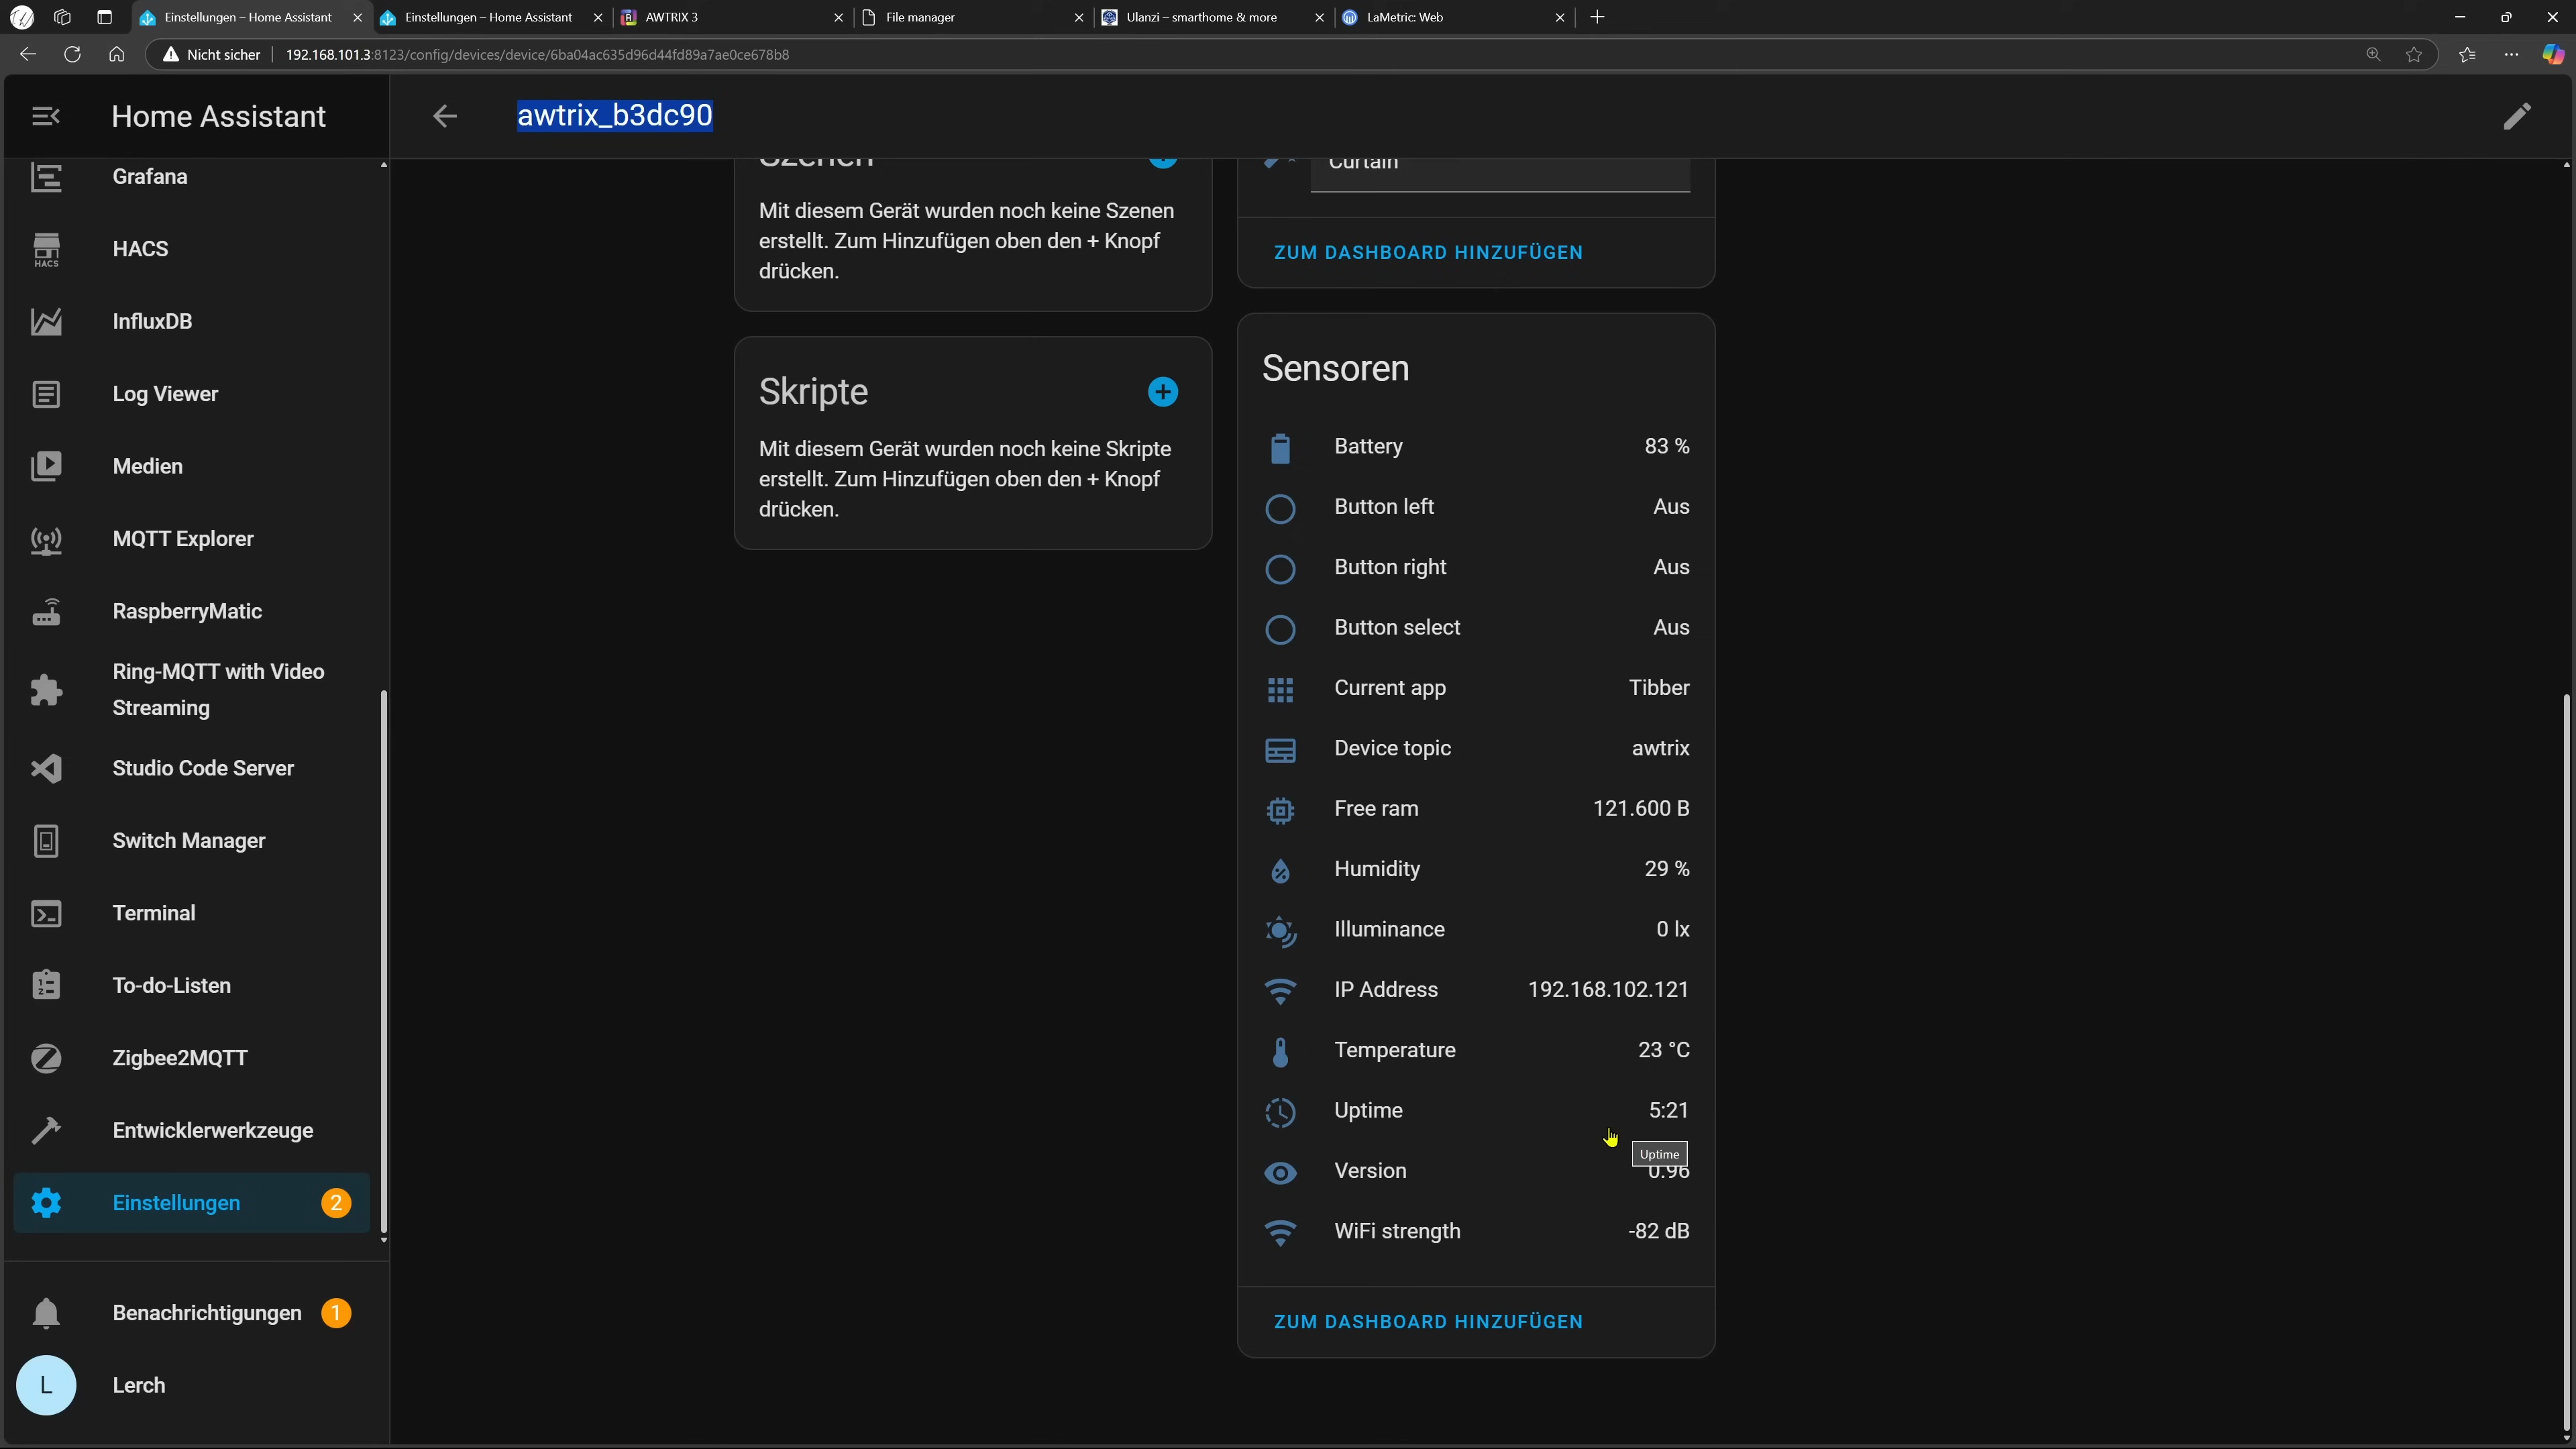 Einstellungen – Home Assistant
Einstellungen – Home Assistant
AWTRIX 3
File manager
Ulanzi – smarthome & more
LaMetric: Web
Nicht sicher
192.168.101.3:8123/config/devices/device/6ba04ac635d96d44fd89a7ae0ce678b8
Home Assistant
awtrix_b3dc90
Grafana
HACS
HACS
InfluxDB
Log Viewer
Medien
MQTT Explorer
RaspberryMatic
Ring-MQTT with Video
Streaming
Studio Code Server
Switch Manager
Terminal
To-do-Listen
Zigbee2MQTT
Entwicklerwerkzeuge
Einstellungen 2
Benachrichtigungen 1
L Lerch
Szenen
Mit diesem Gerät wurden noch keine Szenen
erstellt. Zum Hinzufügen oben den + Knopf
drücken.
Skripte
Mit diesem Gerät wurden noch keine Skripte
erstellt. Zum Hinzufügen oben den + Knopf
drücken.
Curtain
ZUM DASHBOARD HINZUFÜGEN
Sensoren
Battery 83 %
Button left Aus
Button right Aus
Button select Aus
Current app Tibber
Device topic awtrix
Free ram 121.600 B
Humidity 29 %
Illuminance 0 lx
IP Address 192.168.102.121
Temperature 23 °C
Uptime 5:21
Uptime
Version 0.96
WiFi strength -82 dB
ZUM DASHBOARD HINZUFÜGEN